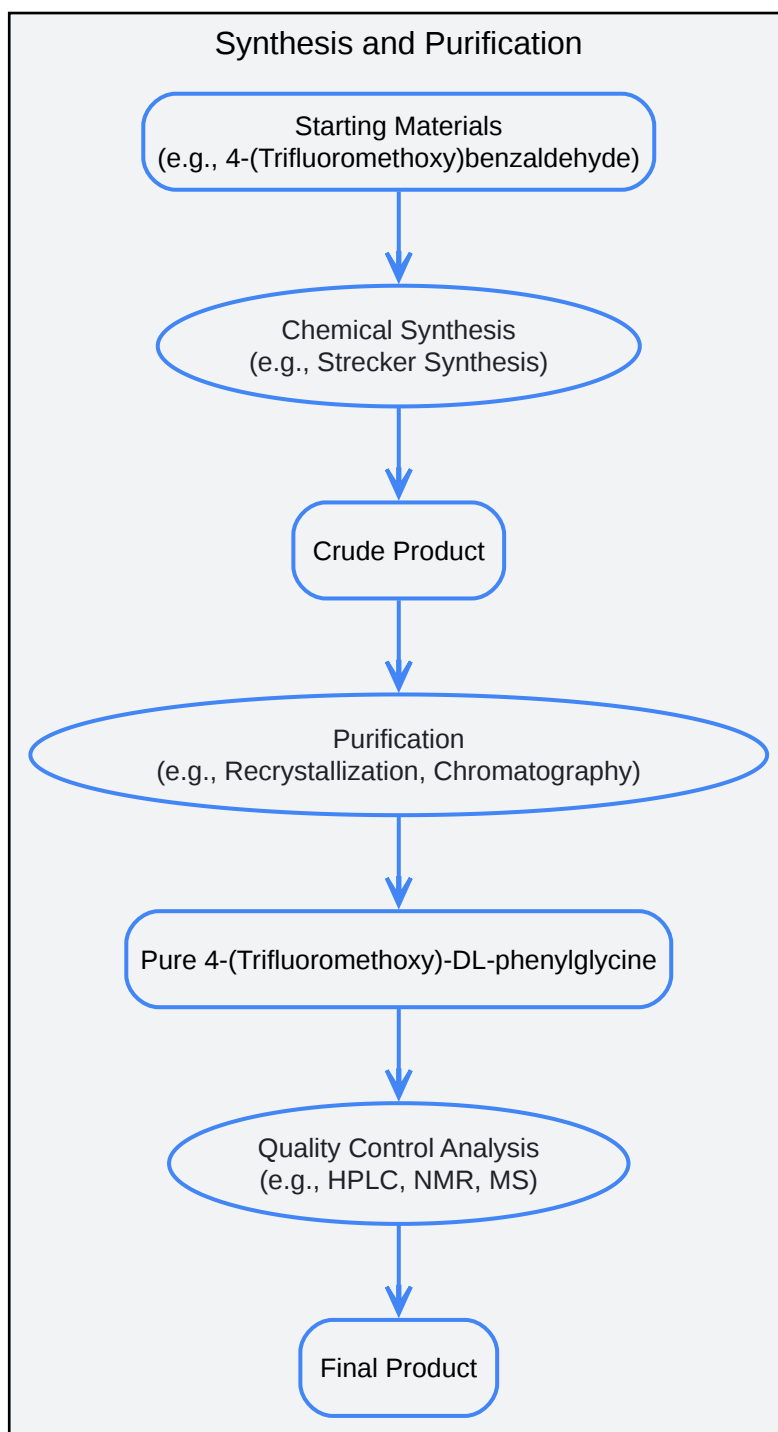 Synthesis and Purification
Starting Materials
(e.g., 4-(Trifluoromethoxy)benzaldehyde)
Chemical Synthesis
(e.g., Strecker Synthesis)
Crude Product
Purification
(e.g., Recrystallization, Chromatography)
Pure 4-(Trifluoromethoxy)-DL-phenylglycine
Quality Control Analysis
(e.g., HPLC, NMR, MS)
Final Product